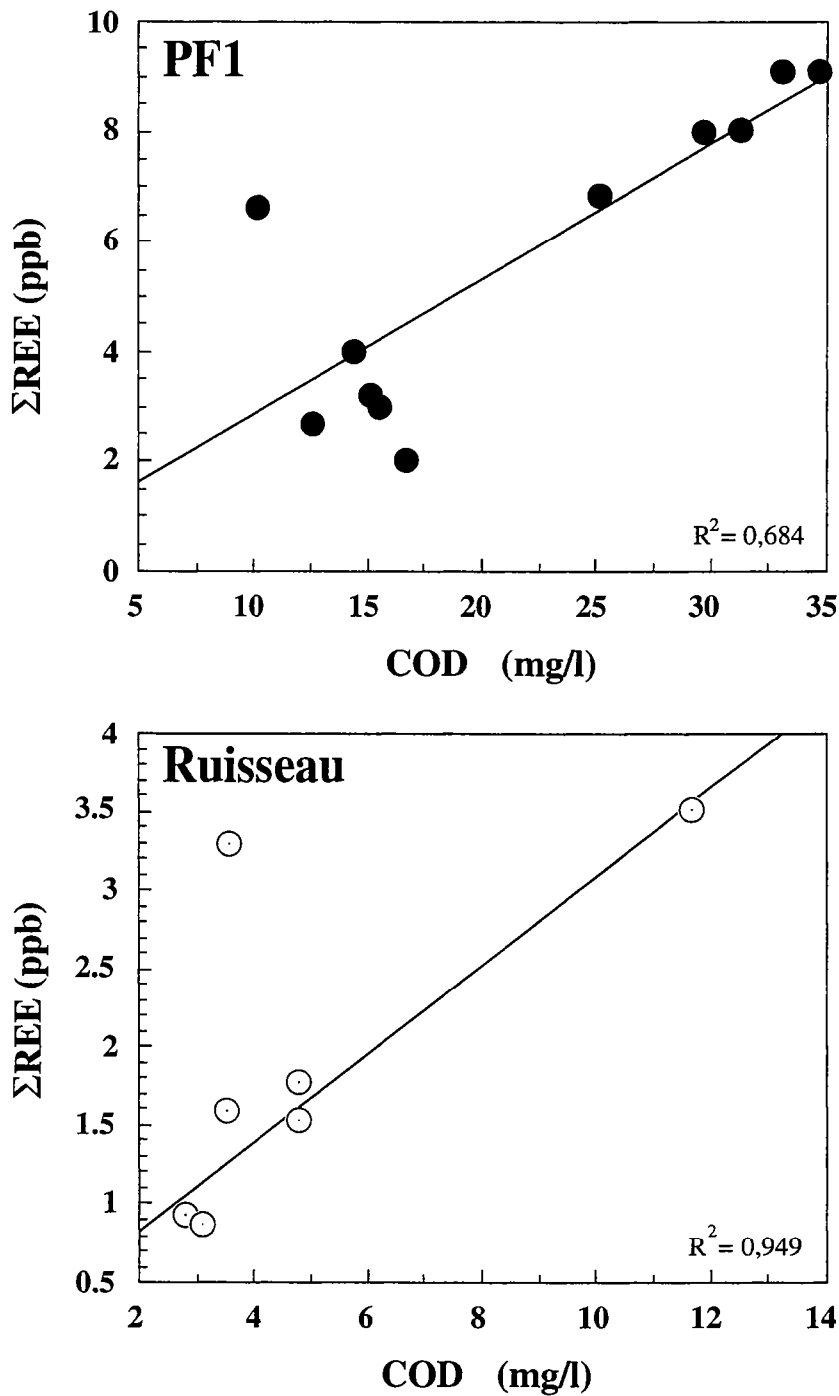 PF1
10
8
6
4
2
0
ΣREE (ppb)
R² = 0,684
5 10 15 20 25 30 35
COD (mg/l)
Ruisseau
4
3.5
3
2.5
2
1.5
1
0.5
ΣREE (ppb)
R² = 0,949
2 4 6 8 10 12 14
COD (mg/l)